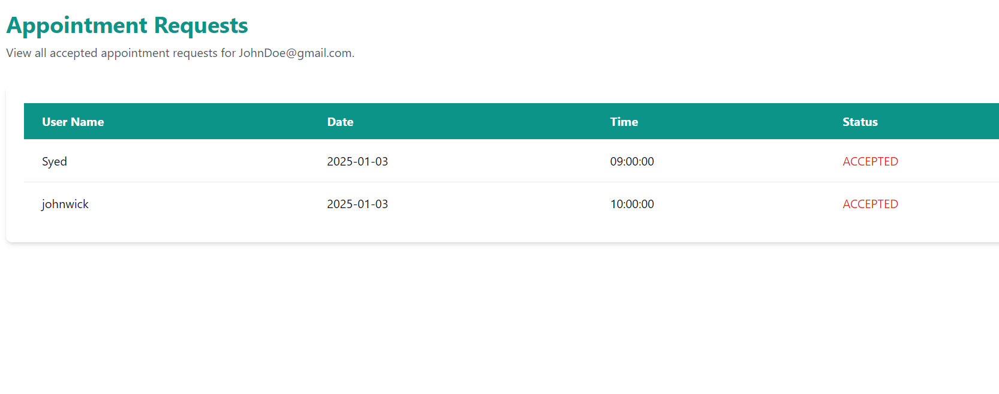 Appointment Requests
View all accepted appointment requests for JohnDoe@gmail.com.
User Name Date Time Status
Syed 2025-01-03 09:00:00 ACCEPTED
johnwick 2025-01-03 10:00:00 ACCEPTED